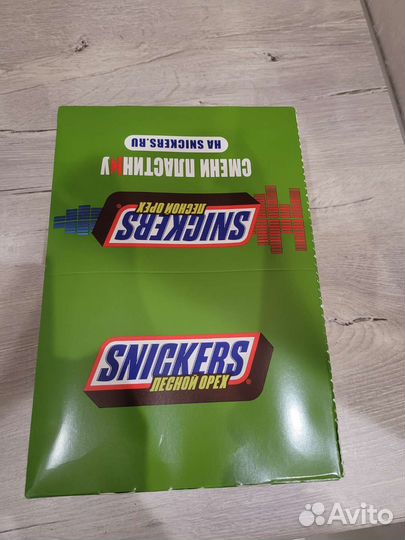 SNICKERS
ЛЕСНОЙ ОРЕХ
СМЕНИ ПЛАСТИНКУ
НА SNICKERS.RU
SNICKERS
ЛЕСНОЙ ОРЕХ
Avito